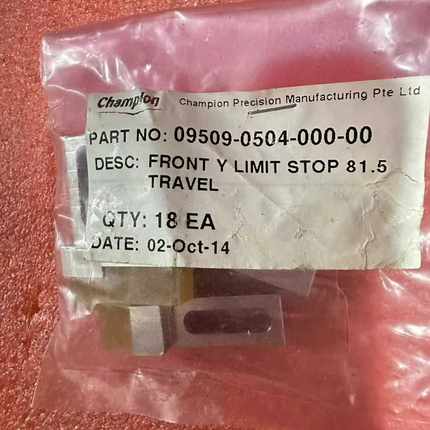 Champion Champion Precision Manufacturing Pte Ltd
PART NO: 09509-0504-000-00
DESC: FRONT Y LIMIT STOP 81.5
TRAVEL
QTY: 18 EA
DATE: 02-Oct-14